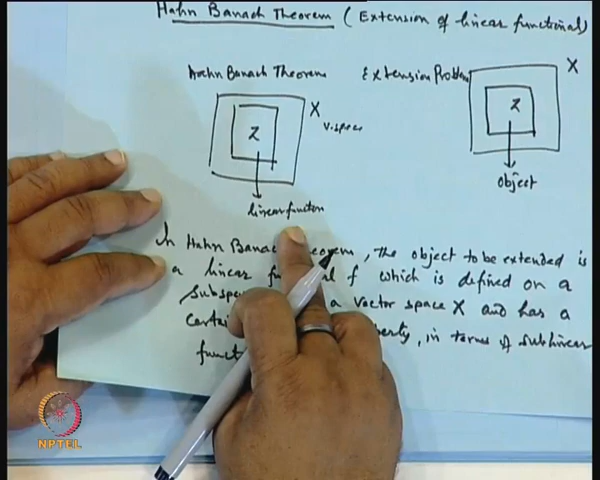 Hahn Banach Theorem (Extension of linear functional)
Hahn Banach Theorem
Extension Problem
X
X
Z
Z
V.space
linear function
object
In Hahn Banach Theorem, the object to be extended is
a linear functional f which is defined on a
a vector space X and has a
in terms of sublinear
NPTEL